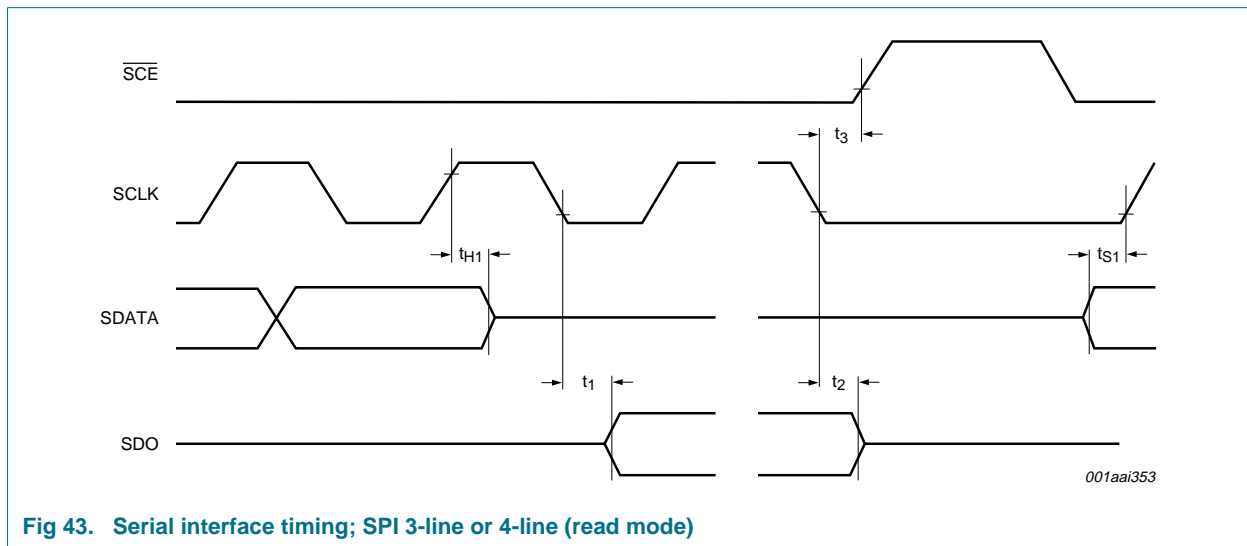 SCE
t3
SCLK
tH1
tS1
SDATA
t1
t2
SDO
001aai353
Fig 43. Serial interface timing; SPI 3-line or 4-line (read mode)